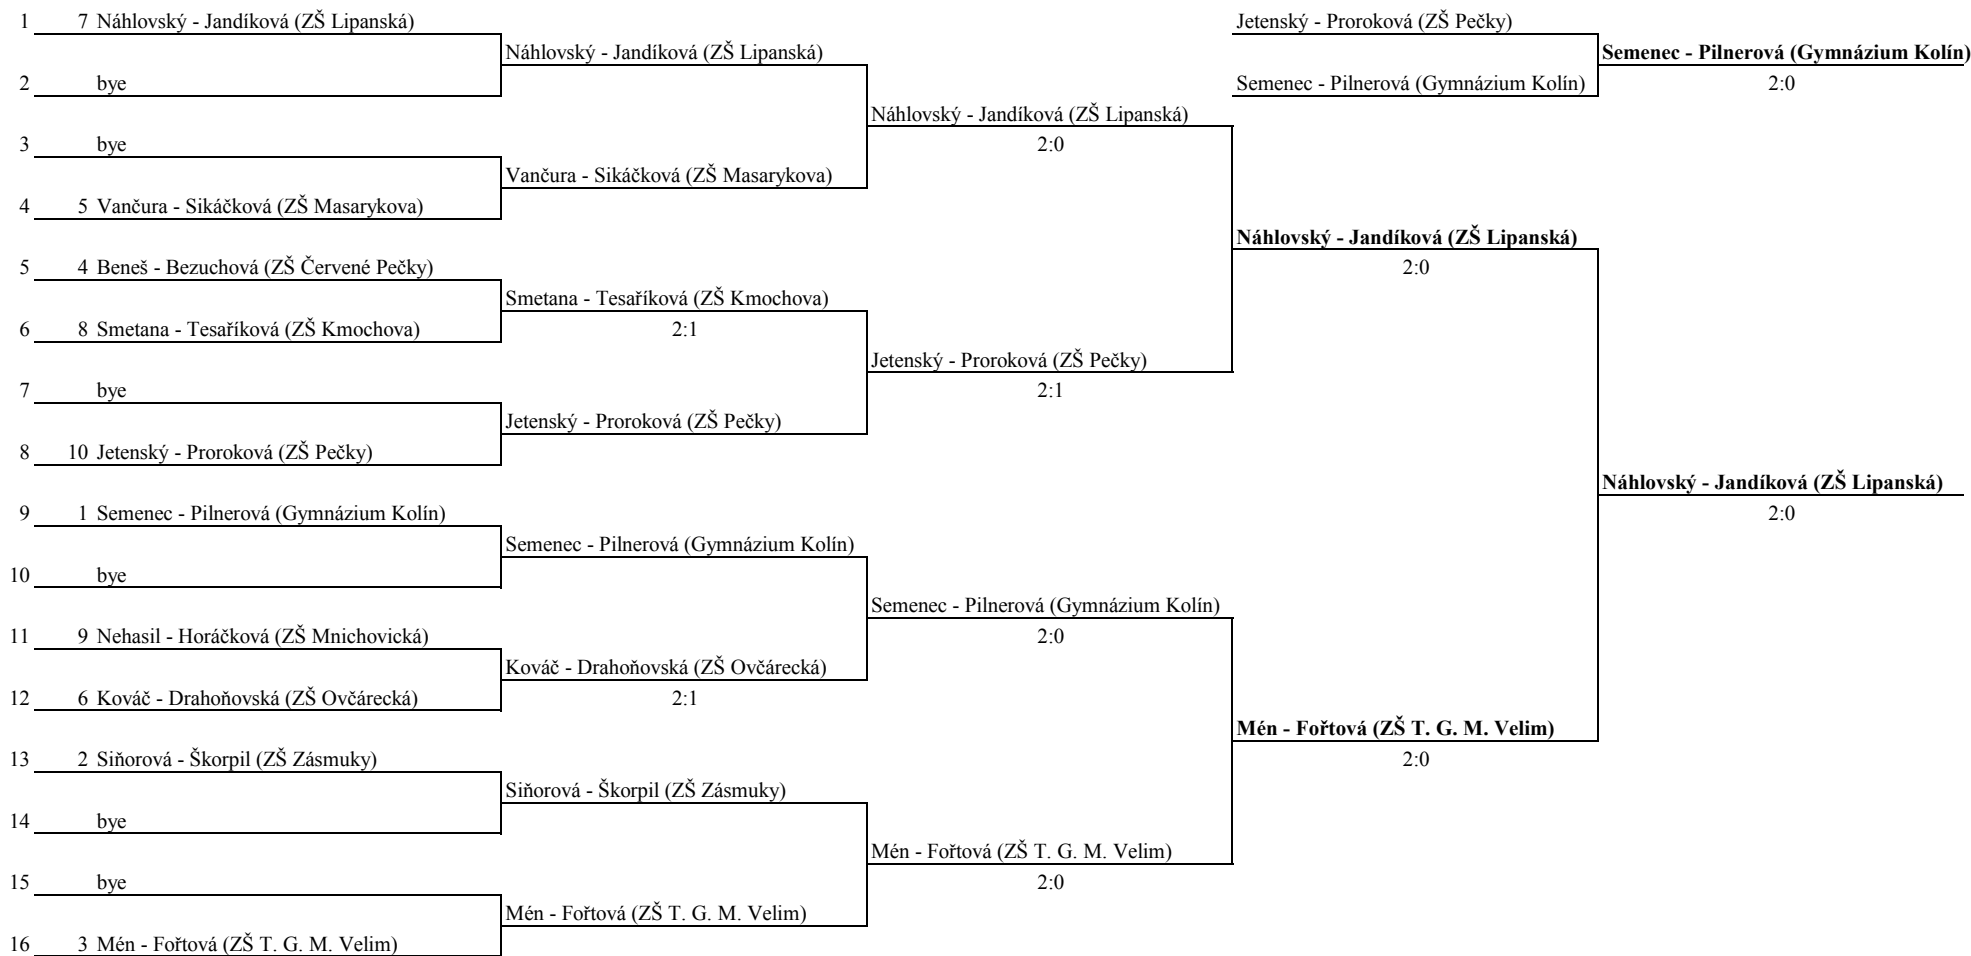 1 7 Náhlovský - Jandíková (ZŠ Lipanská) Jetenský - Proroková (ZŠ Pečky)
Náhlovský - Jandíková (ZŠ Lipanská) Semenec - Pilnerová (Gymnázium Kolín)
2 bye Semenec - Pilnerová (Gymnázium Kolín) 2:0
Náhlovský - Jandíková (ZŠ Lipanská)
3 bye 2:0
Vančura - Sikáčková (ZŠ Masarykova)
4 5 Vančura - Sikáčková (ZŠ Masarykova)
Náhlovský - Jandíková (ZŠ Lipanská)
5 4 Beneš - Bezuchová (ZŠ Červené Pečky) 2:0
Smetana - Tesaříková (ZŠ Kmochova)
6 8 Smetana - Tesaříková (ZŠ Kmochova) 2:1
Jetenský - Proroková (ZŠ Pečky)
7 bye 2:1
Jetenský - Proroková (ZŠ Pečky)
8 10 Jetenský - Proroková (ZŠ Pečky)
Náhlovský - Jandíková (ZŠ Lipanská)
9 1 Semenec - Pilnerová (Gymnázium Kolín) 2:0
Semenec - Pilnerová (Gymnázium Kolín)
10 bye
Semenec - Pilnerová (Gymnázium Kolín)
11 9 Nehasil - Horáčková (ZŠ Mnichovická) 2:0
Kováč - Drahoňovská (ZŠ Ovčárecká)
12 6 Kováč - Drahoňovská (ZŠ Ovčárecká) 2:1
Mén - Fořtová (ZŠ T. G. M. Velim)
13 2 Siňorová - Škorpil (ZŠ Zásmuky) 2:0
Siňorová - Škorpil (ZŠ Zásmuky)
14 bye
Mén - Fořtová (ZŠ T. G. M. Velim)
15 bye 2:0
Mén - Fořtová (ZŠ T. G. M. Velim)
16 3 Mén - Fořtová (ZŠ T. G. M. Velim)